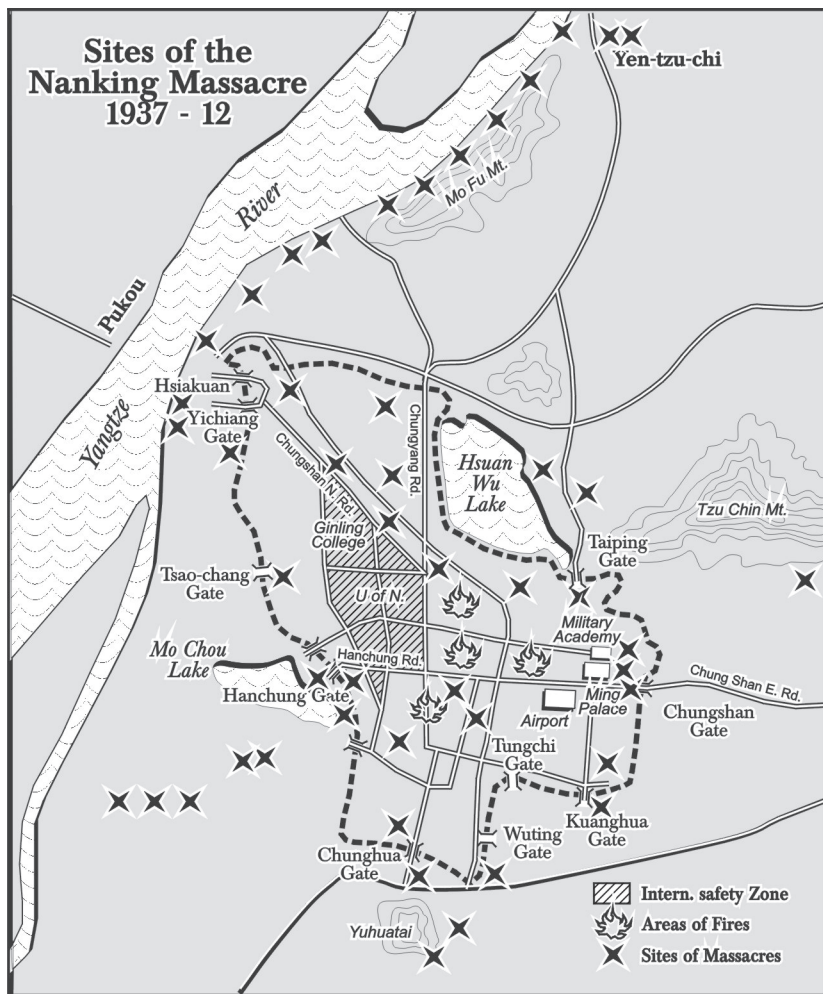 Sites of the
Nanking Massacre
1937 - 12
Yen-tzu-chi
Mo Fu Mt.
River
Pukou
Yangtze
Hsiakuan
Yichiang
Gate
Chungshan N. Rd.
Chungyang Rd.
Hsuan
Wu
Lake
Tzu Chin Mt.
Ginling
College
Taiping
Gate
Tsao-chang
Gate
U of N.
Military
Academy
Mo Chou
Lake
Hanchung Rd.
Hanchung Gate
Chung Shan E. Rd.
Ming
Palace
Airport
Chungshan
Gate
Tungchi
Gate
Kuanghua
Gate
Wuting
Gate
Chunghua
Gate
Yuhuatai
Intern. safety Zone
Areas of Fires
Sites of Massacres